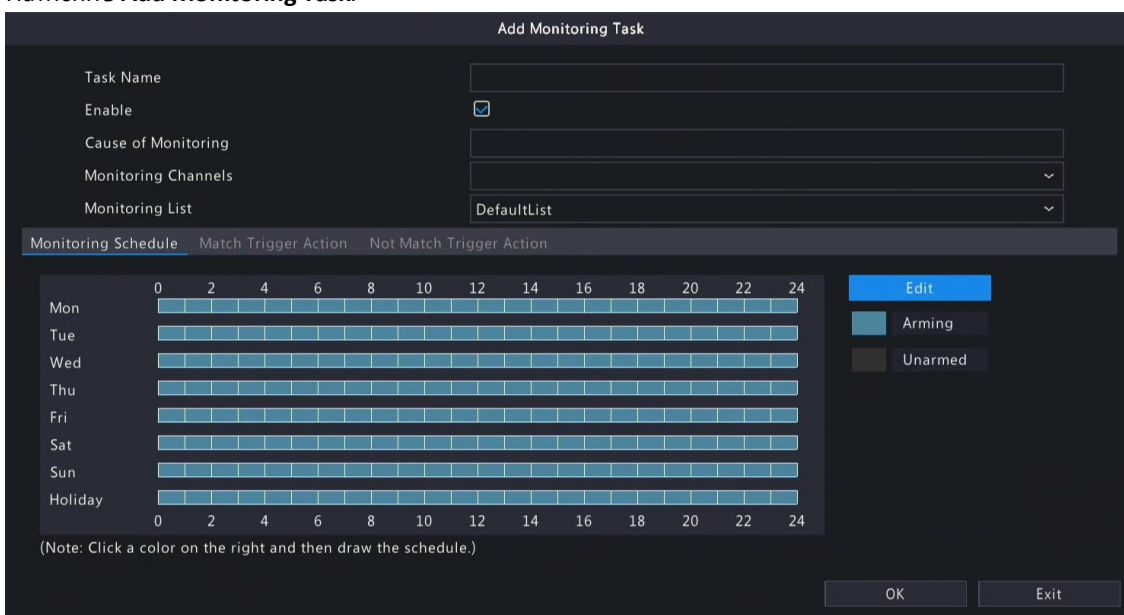 Add Monitoring Task.
Add Monitoring Task
Task Name
Enable
Cause of Monitoring
Monitoring Channels
Monitoring List DefaultList
Monitoring Schedule Match Trigger Action Not Match Trigger Action
0 2 4 6 8 10 12 14 16 18 20 22 24
Edit
Mon
Arming
Tue
Wed
Unarmed
Thu
Fri
Sat
Sun
Holiday
0 2 4 6 8 10 12 14 16 18 20 22 24
(Note: Click a color on the right and then draw the schedule.)
OK Exit